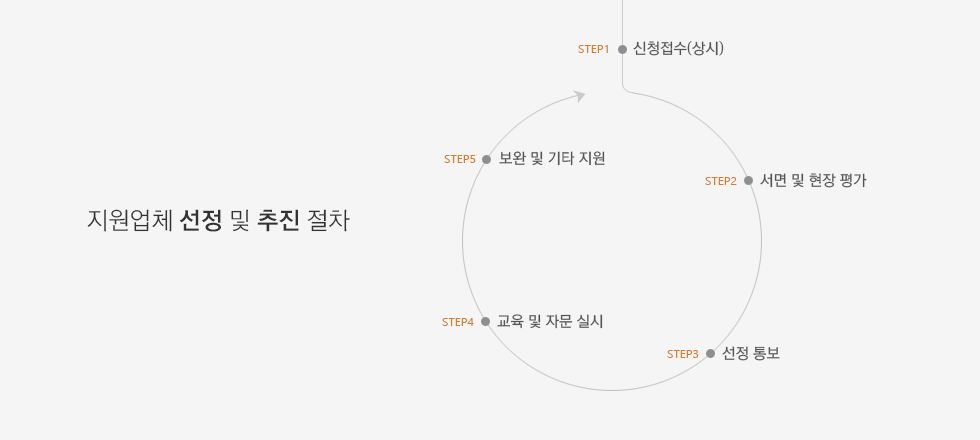 지원업체 선정 및 추진 절차
STEP1 신청접수(상시)
STEP2 서면 및 현장 평가
STEP3 선정 통보
STEP4 교육 및 자문 실시
STEP5 보완 및 기타 지원